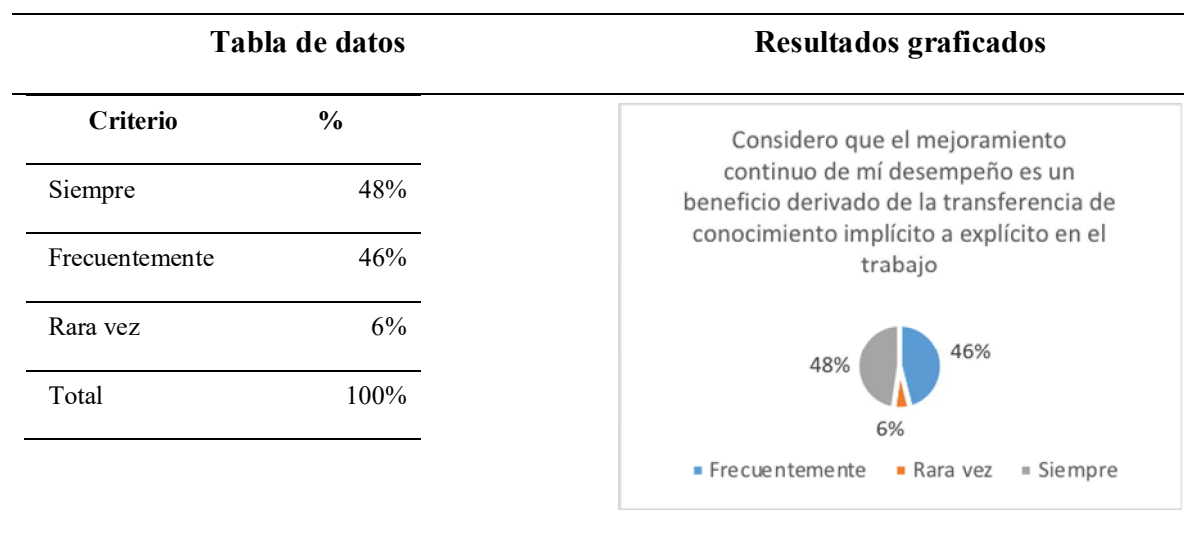 Tabla de datos
Resultados graficados
Criterio %
Siempre 48%
Frecuentemente 46%
Rara vez 6%
Total 100%
Considero que el mejoramiento
continuo de mí desempeño es un
beneficio derivado de la transferencia de
conocimiento implícito a explícito en el
trabajo
48%
46%
6%
Frecuentemente Rara vez Siempre